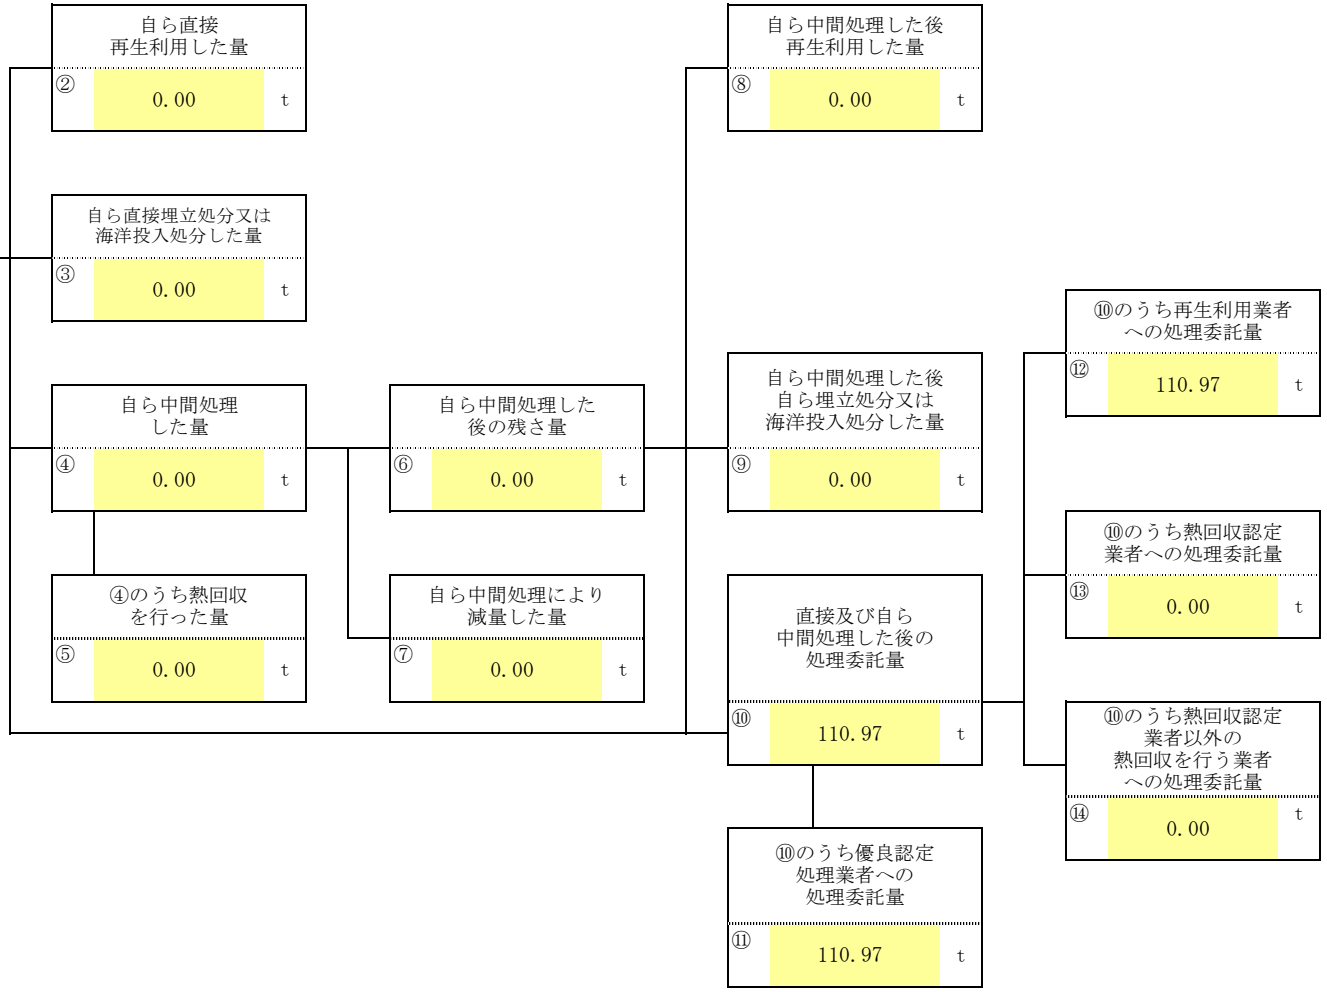 自ら直接
再生利用した量
②
0.00
t
自ら中間処理した後
再生利用した量
⑧
0.00
t
自ら直接埋立処分又は
海洋投入処分した量
③
0.00
t
⑩のうち再生利用業者
への処理委託量
⑫
110.97
t
自ら中間処理
した量
④
0.00
t
自ら中間処理した
後の残さ量
⑥
0.00
t
自ら中間処理した後
自ら埋立処分又は
海洋投入処分した量
⑨
0.00
t
⑩のうち熱回収認定
業者への処理委託量
⑬
0.00
t
④のうち熱回収
を行った量
⑤
0.00
t
自ら中間処理により
減量した量
⑦
0.00
t
直接及び自ら
中間処理した後の
処理委託量
⑩
110.97
t
⑩のうち熱回収認定
業者以外の
熱回収を行う業者
への処理委託量
⑭
0.00
t
⑩のうち優良認定
処理業者への
処理委託量
⑪
110.97
t